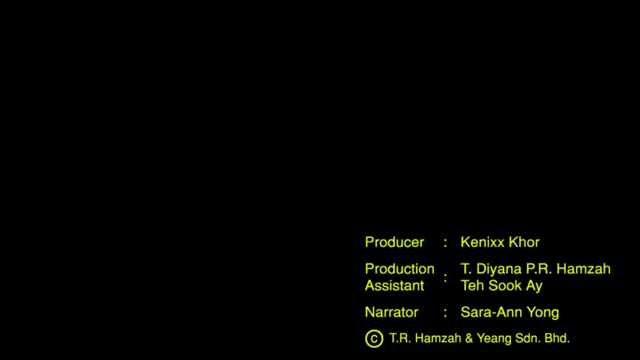 Producer : Kenixx Khor
Production Assistant : T. Diyana P.R. Hamzah
Teh Sook Ay
Narrator : Sara-Ann Yong
© T.R. Hamzah & Yeang Sdn. Bhd.